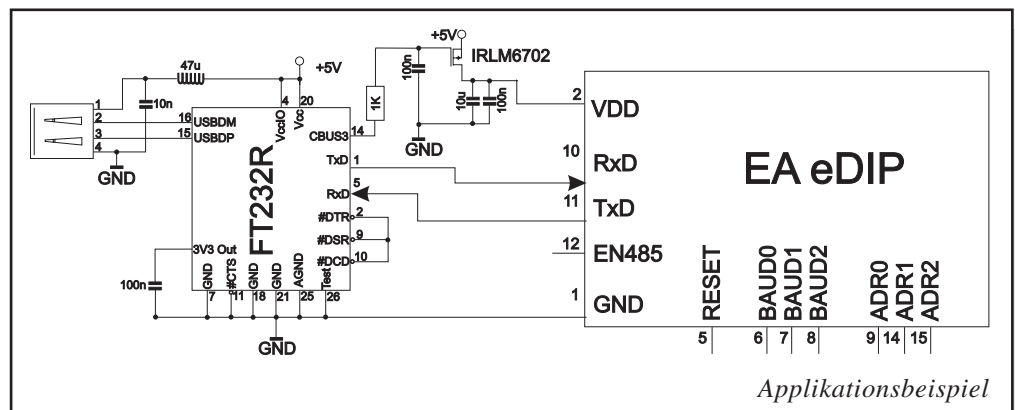 +5V
IRLM6702
47u
+5V
100n
1K
10u
100n
10n
1
2
3
4
GND
16 USBDM
15 USBDP
4
VccIO
20
Vcc
CBUS3 14
GND
TxD 1
RxD 5
#DTR 2
#DSR 9
#DCD 10
FT232R
3V3 Out
100n
GND
7
#CTS
11
GND
18
GND
21
AGND
25
Test
26
GND
2 VDD
10 RxD
11 TxD
12 EN485
1 GND
EA eDIP
RESET
5
BAUD0
6
BAUD1
7
BAUD2
8
ADR0
9
ADR1
14
ADR2
15
Applikationsbeispiel